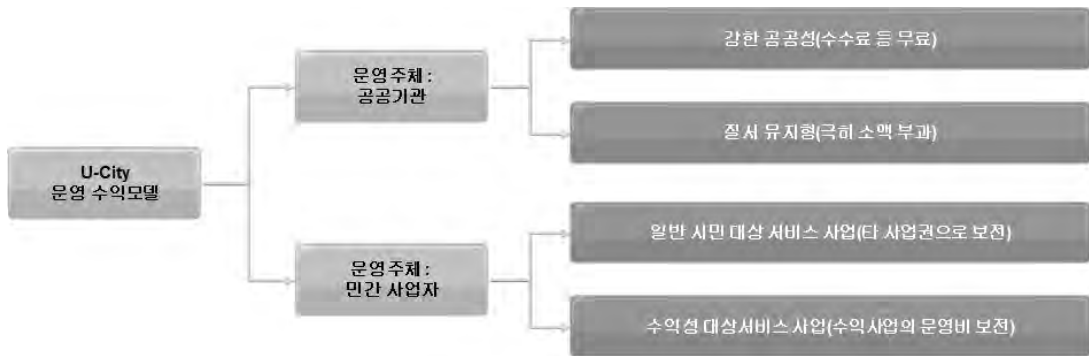 U-City
운영 수익모델
운영주체 :
공공기관
운영주체 :
민간 사업자
강한 공공성(수수료 등 무료)
질서 유지형(극히 소액 부과)
일반 시민 대상 서비스 사업(타 사업권으로 보전)
수익성 대상서비스 사업(수익사업의 운영비 보전)